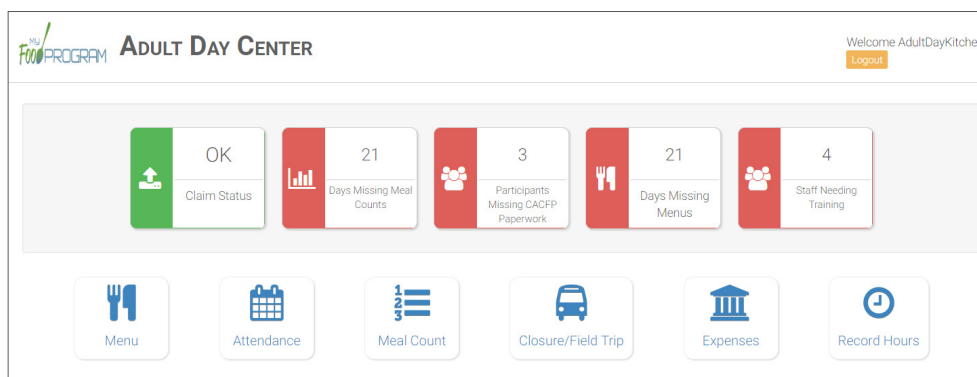 MY
FOOD PROGRAM
ADULT DAY CENTER
Welcome AdultDayKitche
Logout
OK
Claim Status
21
Days Missing Meal
Counts
3
Participants
Missing CACFP
Paperwork
21
Days Missing
Menus
4
Staff Needing
Training
1
2
3
Menu
Attendance
Meal Count
Closure/Field Trip
Expenses
Record Hours